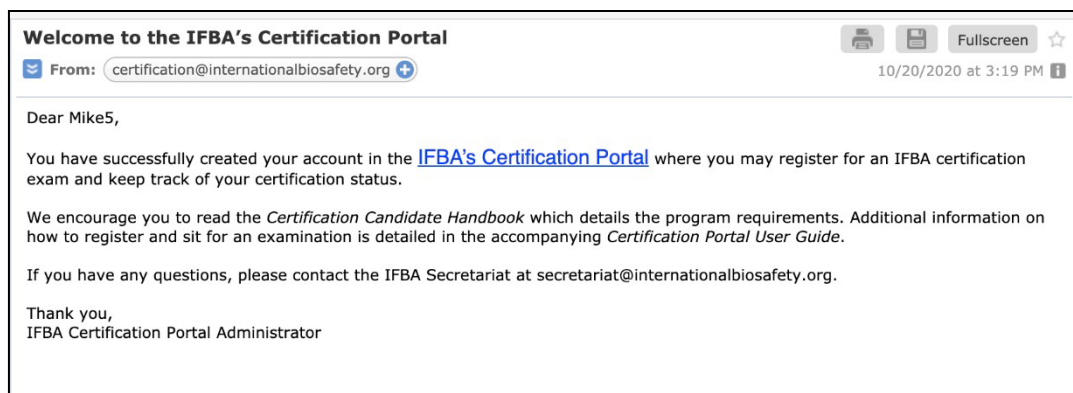 Welcome to the IFBA’s Certification Portal
Fullscreen
From: certification@internationalbiosafety.org
10/20/2020 at 3:19 PM
Dear Mike5,
You have successfully created your account in the IFBA’s Certification Portal where you may register for an IFBA certification
exam and keep track of your certification status.
We encourage you to read the Certification Candidate Handbook which details the program requirements. Additional information on
how to register and sit for an examination is detailed in the accompanying Certification Portal User Guide.
If you have any questions, please contact the IFBA Secretariat at secretariat@internationalbiosafety.org.
Thank you,
IFBA Certification Portal Administrator